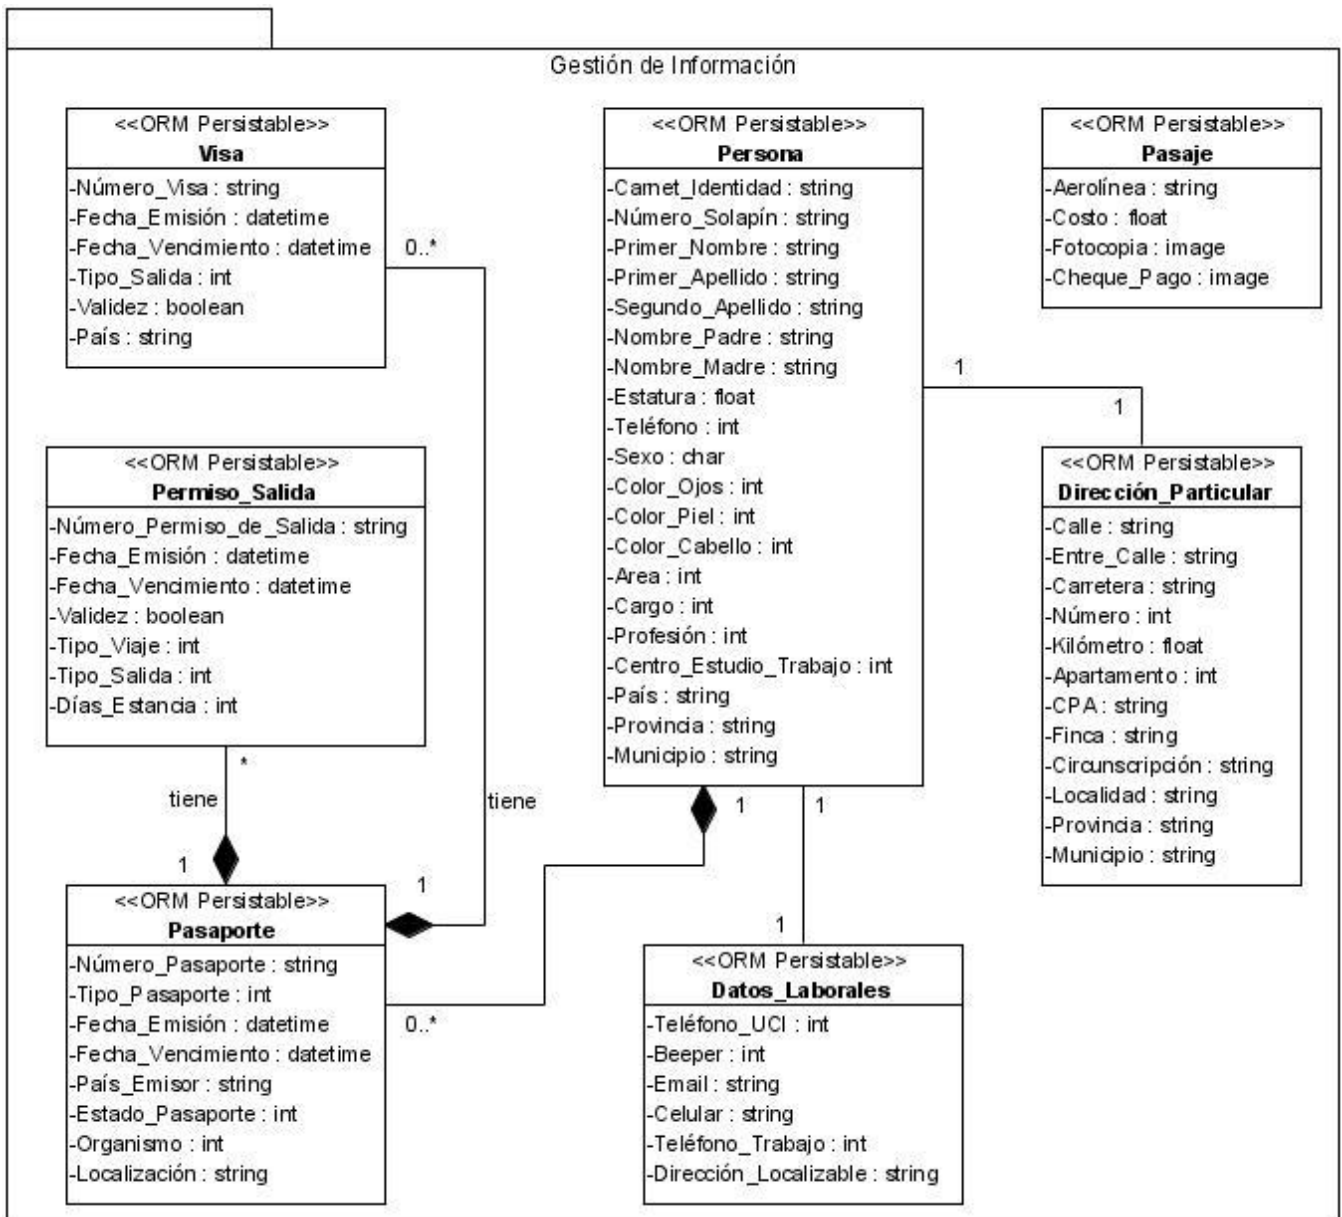 Gestión de Información
<<ORM Persistable>>
Visa
-Número_Visa : string
-Fecha_Emisión : datetime
-Fecha_Vencimiento : datetime
-Tipo_Salida : int
-Validez : boolean
-País : string
0..*
<<ORM Persistable>>
Persona
-Carnet_Identidad : string
-Número_Solapín : string
-Primer_Nombre : string
-Primer_Apellido : string
-Segundo_Apellido : string
-Nombre_Padre : string
-Nombre_Madre : string
-Estatura : float
-Teléfono : int
-Sexo : char
-Color_Ojos : int
-Color_Piel : int
-Color_Cabello : int
-Area : int
-Cargo : int
-Profesión : int
-Centro_Estudio_Trabajo : int
-País : string
-Provincia : string
-Municipio : string
<<ORM Persistable>>
Pasaje
-Aerolínea : string
-Costo : float
-Fotocopia : image
-Cheque_Pago : image
1
1
<<ORM Persistable>>
Permiso_Salida
-Número_Permiso_de_Salida : string
-Fecha_Emisión : datetime
-Fecha_Vencimiento : datetime
-Validez : boolean
-Tipo_Viaje : int
-Tipo_Salida : int
-Días_Estancia : int
<<ORM Persistable>>
Dirección_Particular
-Calle : string
-Entre_Calle : string
-Carretera : string
-Número : int
-Kilómetro : float
-Apartamento : int
-CPA : string
-Finca : string
-Circunscripción : string
-Localidad : string
-Provincia : string
-Municipio : string
*
tiene
tiene
1
1
1
1
<<ORM Persistable>>
Pasaporte
-Número_Pasaporte : string
-Tipo_Pasaporte : int
-Fecha_Emisión : datetime
-Fecha_Vencimiento : datetime
-País_Emisor : string
-Estado_Pasaporte : int
-Organismo : int
-Localización : string
0..*
1
<<ORM Persistable>>
Datos_Laborales
-Teléfono_UCI : int
-Beeper : int
-Email : string
-Celular : string
-Teléfono_Trabajo : int
-Dirección_Localizable : string